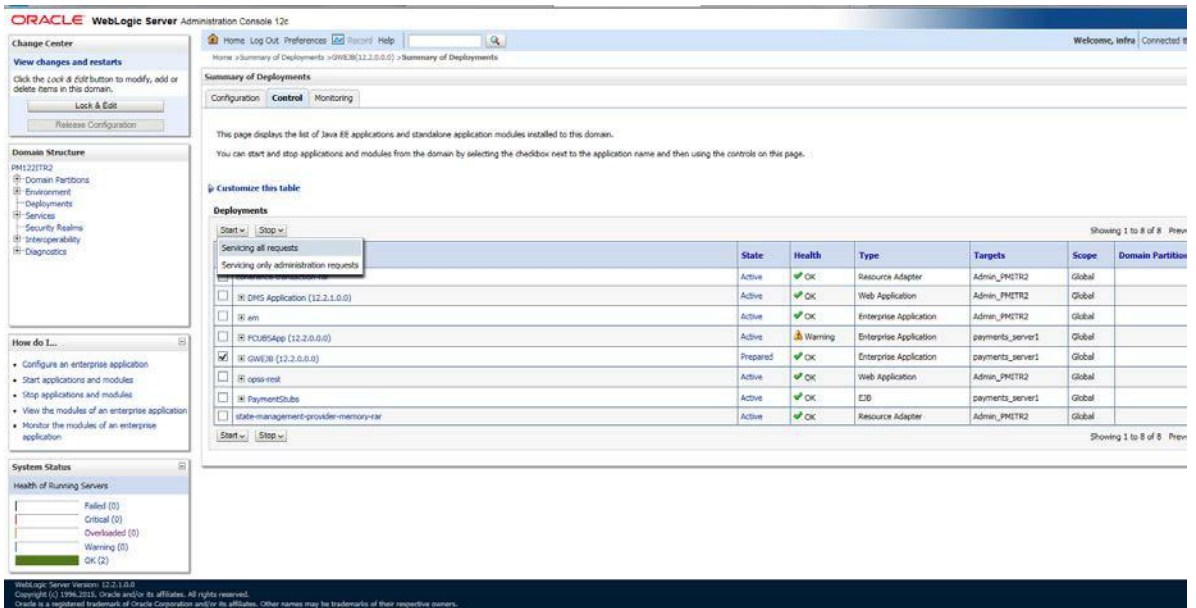 ORACLE WebLogic Server Administration Console 12c
Change Center
View changes and restarts
Click the Lock & Edit button to modify, add or
delete items in this domain.
Lock & Edit
Release Configuration
Domain Structure
PM122ITR2
Domain Partitions
Environment
Deployments
Services
Security Realms
Interoperability
Diagnostics
How do I...
Configure an enterprise application
Start applications and modules
Stop applications and modules
View the modules of an enterprise application
Monitor the modules of an enterprise
application
System Status
Health of Running Servers
Failed (0)
Critical (0)
Overloaded (0)
Warning (0)
OK (2)
Home Log Out Preferences Record Help
Welcome, infra Connected
Home >Summary of Deployments >GWEJB(12.2.0.0.0) >Summary of Deployments
Summary of Deployments
Configuration Control Monitoring
This page displays the list of Java EE applications and standalone application modules installed to this domain.
You can start and stop applications and modules from the domain by selecting the checkbox next to the application name and then using the controls on this page.
Customize this table
Deployments
Start Stop Showing 1 to 8 of 8 Prev
Servicing all requests
Servicing only administration requests
State Health Type Targets Scope Domain Partition
Active OK Resource Adapter Admin_PMITR2 Global
DMS Application (12.2.1.0.0) Active OK Web Application Admin_PMITR2 Global
em Active OK Enterprise Application Admin_PMITR2 Global
FCUBSApp (12.2.0.0.0) Active Warning Enterprise Application payments_server1 Global
GWEJB (12.2.0.0.0) Prepared OK Enterprise Application payments_server1 Global
opss-rest Active OK Web Application Admin_PMITR2 Global
PaymentStubs Active OK EJB payments_server1 Global
state-management-provider-memory-rar Active OK Resource Adapter Admin_PMITR2 Global
Start Stop Showing 1 to 8 of 8 Prev
WebLogic Server Version: 12.2.1.0.0
Copyright (c) 1996,2015, Oracle and/or its affiliates. All rights reserved.
Oracle is a registered trademark of Oracle Corporation and/or its affiliates. Other names may be trademarks of their respective owners.